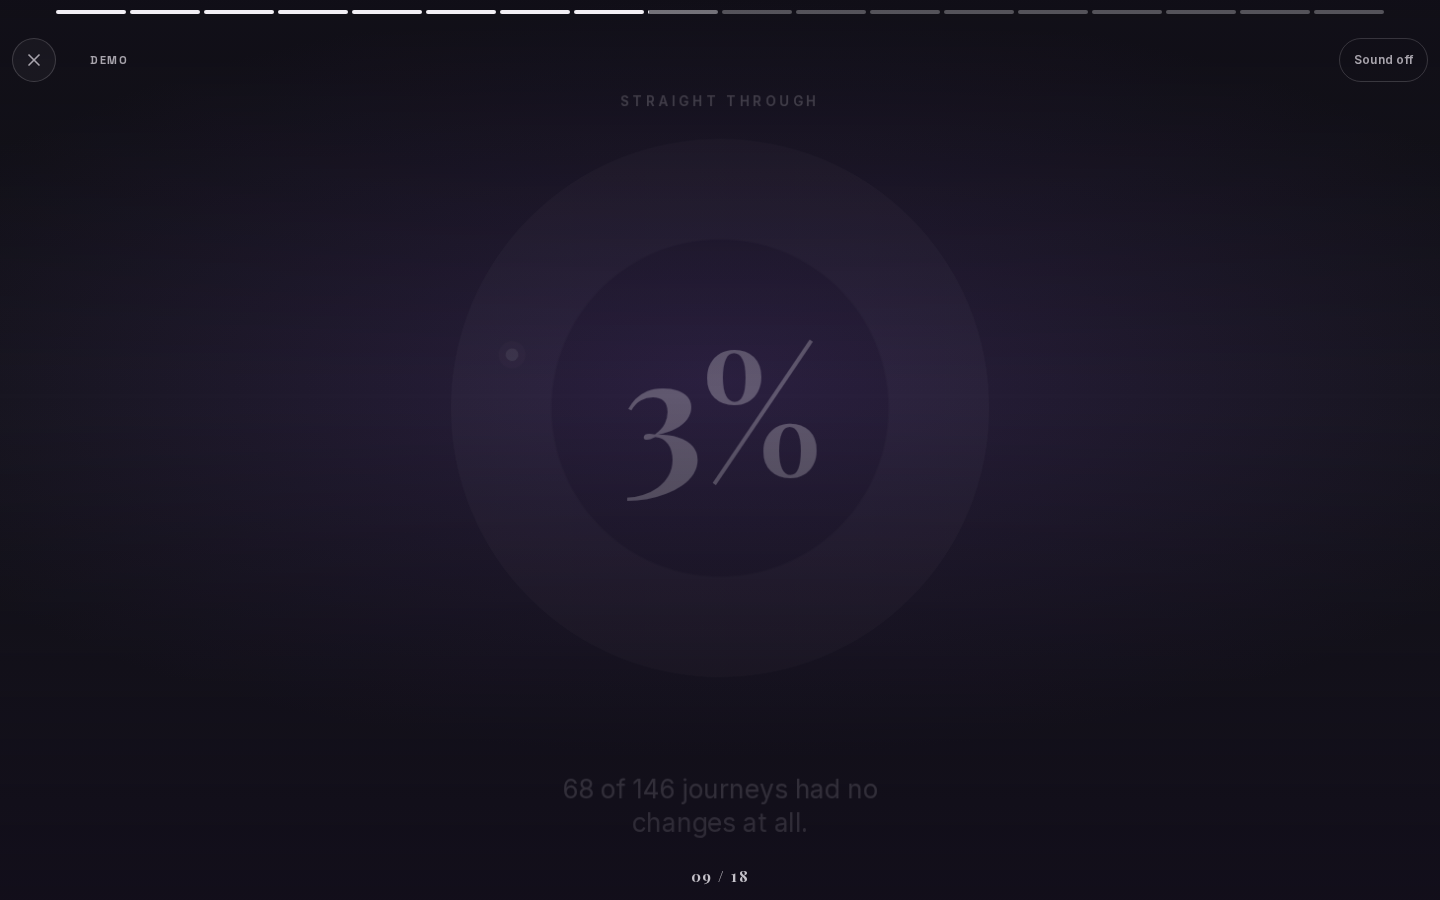 DEMO
Sound off
STRAIGHT THROUGH
3%
68 of 146 journeys had no
changes at all.
09 / 18